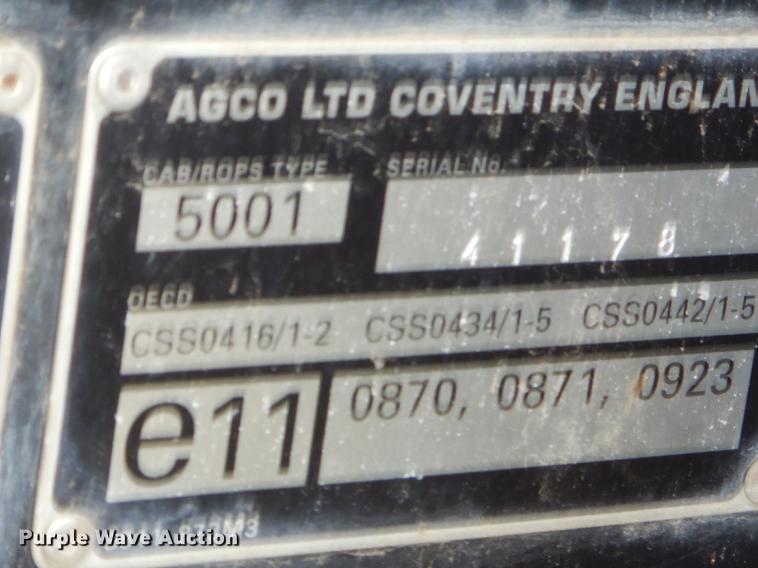 AGCO LTD COVENTRY. ENGLAN
CAB/ROPS TYPE SERIAL No.
5001 41178
OECD
CSS0416/1-2 CSS0434/1-5 CSS0442/1-5
e11 0870, 0871, 0923
Purple Wave Auction